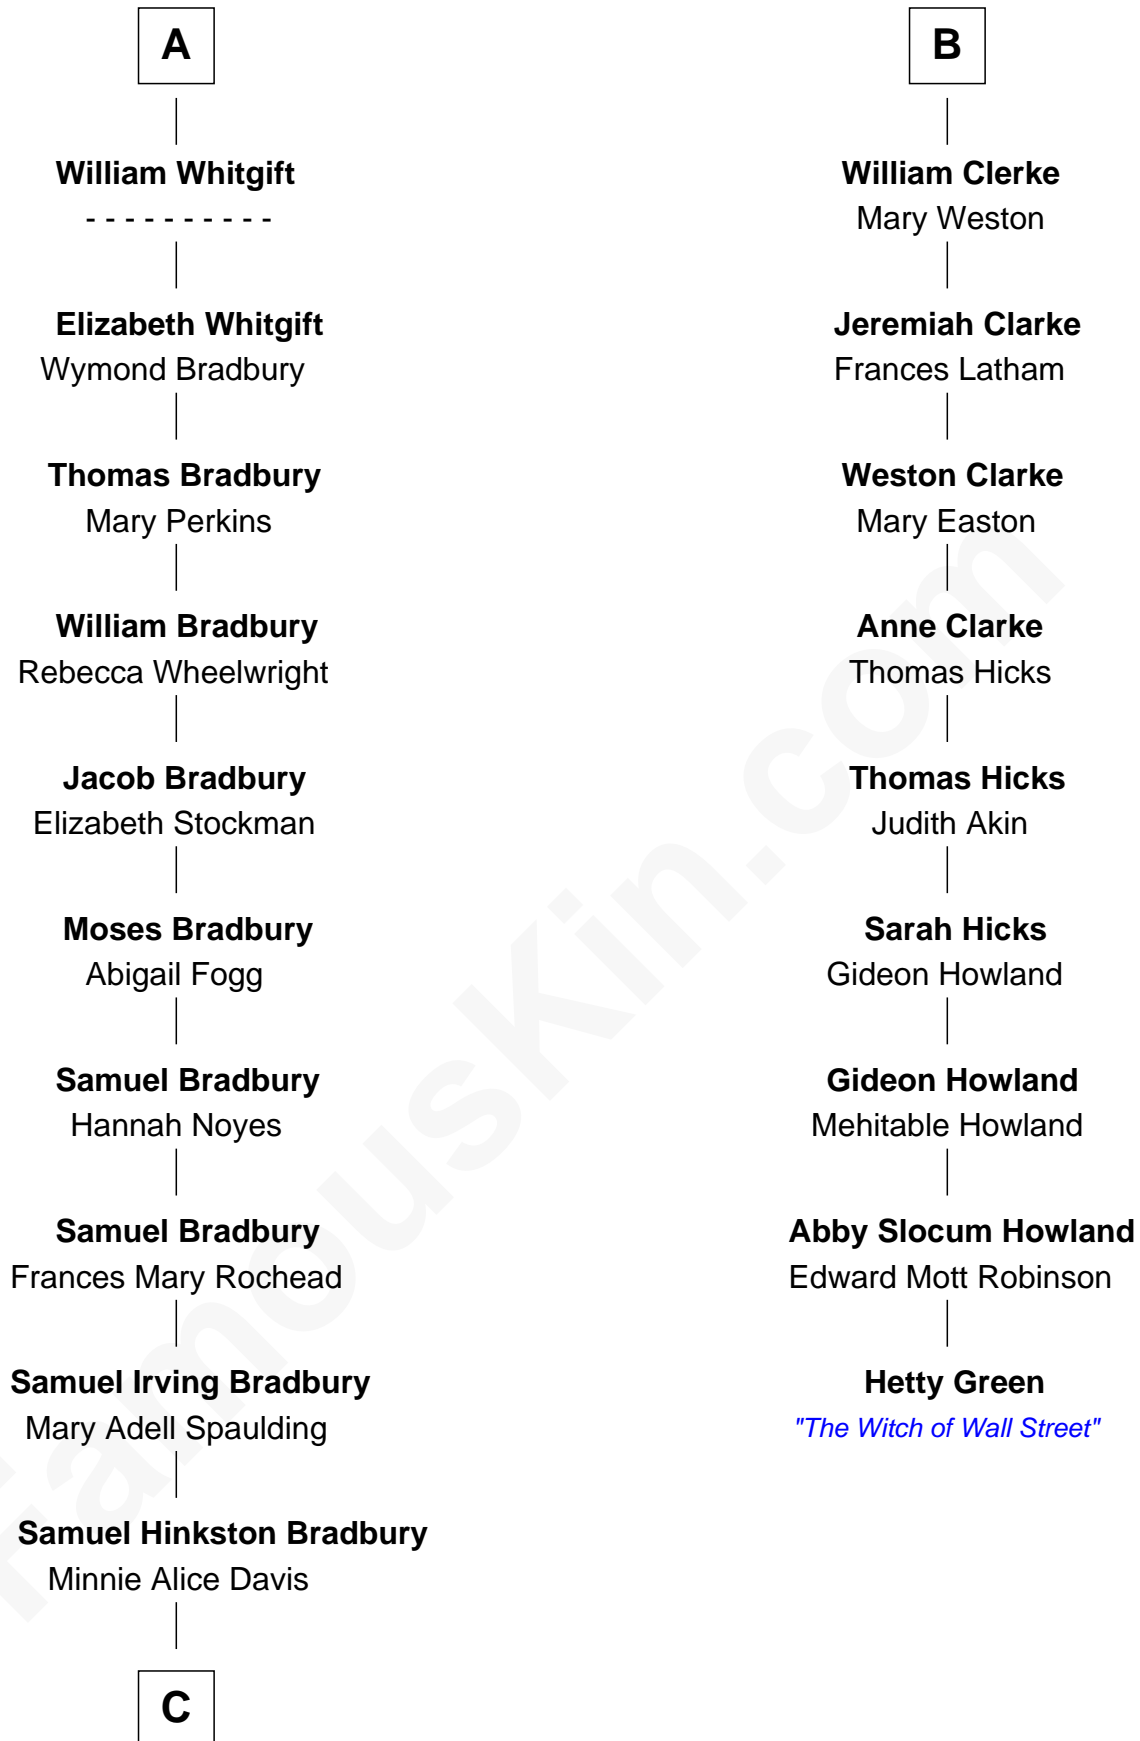 A
William Whitgift
- - - - - - - - - -
Elizabeth Whitgift
Wymond Bradbury
Thomas Bradbury
Mary Perkins
William Bradbury
Rebecca Wheelwright
Jacob Bradbury
Elizabeth Stockman
Moses Bradbury
Abigail Fogg
Samuel Bradbury
Hannah Noyes
Samuel Bradbury
Frances Mary Rochead
Samuel Irving Bradbury
Mary Adell Spaulding
Samuel Hinkston Bradbury
Minnie Alice Davis
C
B
William Clerke
Mary Weston
Jeremiah Clarke
Frances Latham
Weston Clarke
Mary Easton
Anne Clarke
Thomas Hicks
Thomas Hicks
Judith Akin
Sarah Hicks
Gideon Howland
Gideon Howland
Mehitable Howland
Abby Slocum Howland
Edward Mott Robinson
Hetty Green
"The Witch of Wall Street"
FamousKin.com